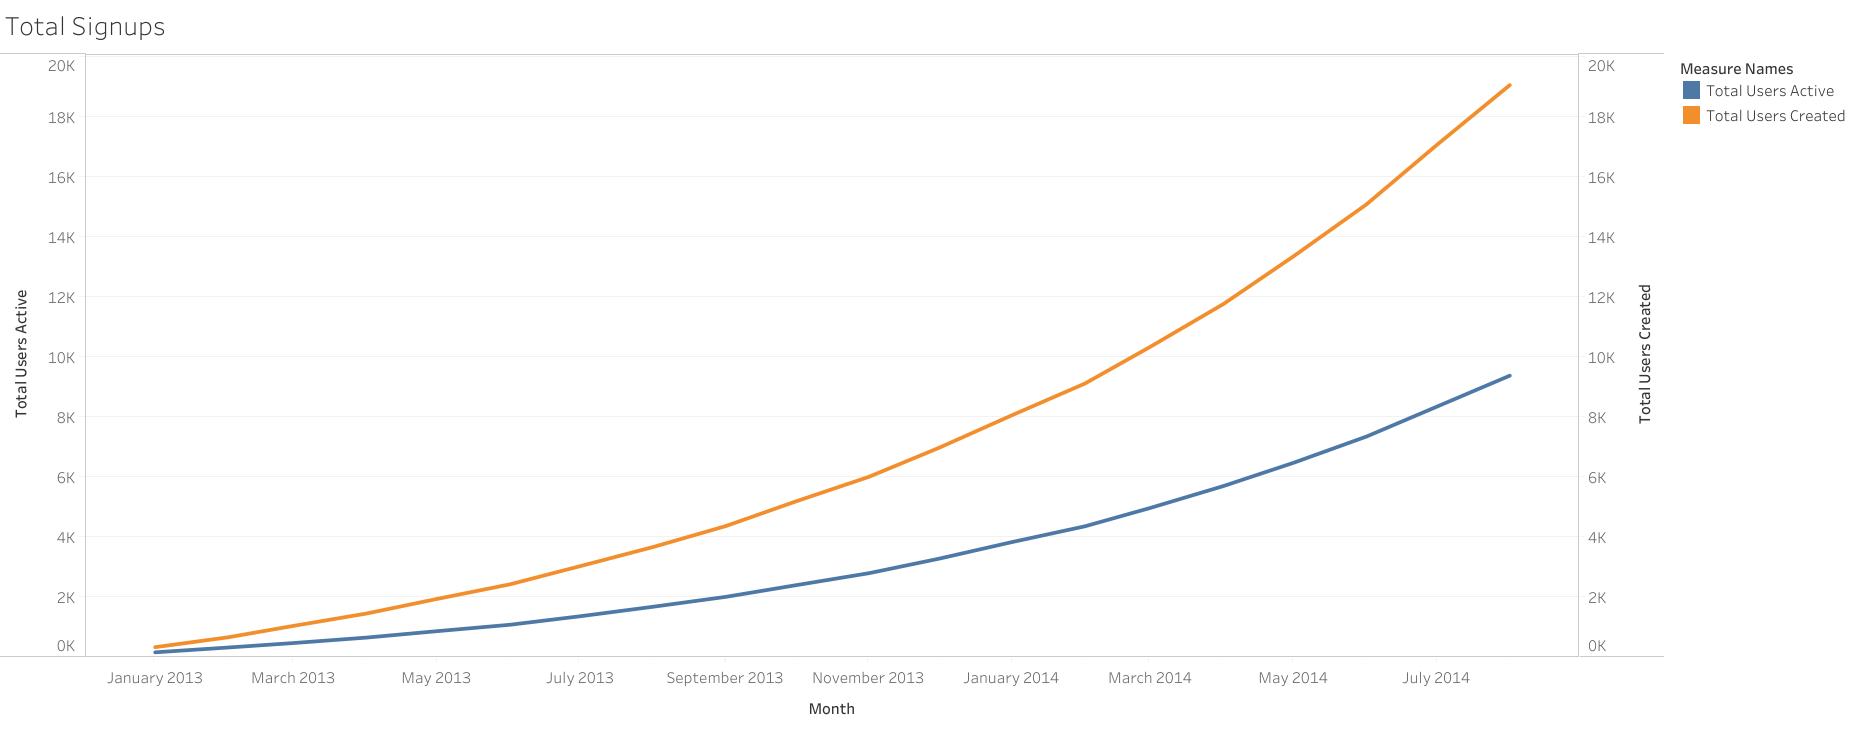 Total Signups
20K
18K
16K
14K
12K
10K
8K
6K
4K
2K
0K
Total Users Active
20K
18K
16K
14K
12K
10K
8K
6K
4K
2K
0K
Total Users Created
January 2013 March 2013 May 2013 July 2013 September 2013 November 2013 January 2014 March 2014 May 2014 July 2014
Month
Measure Names
Total Users Active
Total Users Created